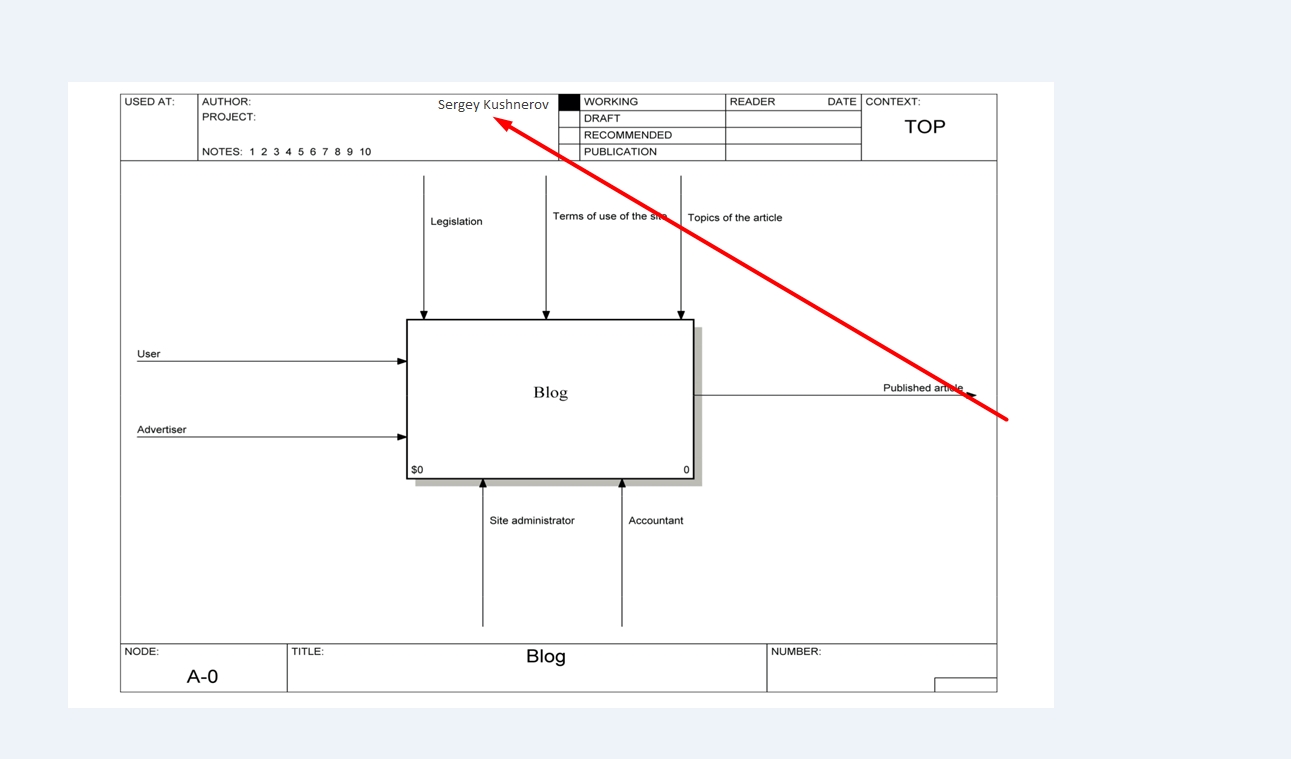 USED AT:
AUTHOR:
Sergey Kushnerov
PROJECT:
NOTES: 1 2 3 4 5 6 7 8 9 10
WORKING
DRAFT
RECOMMENDED
PUBLICATION
READER DATE
CONTEXT:
TOP
Legislation
Terms of use of the site
Topics of the article
User
Advertiser
Blog
$0
0
Published article
Site administrator
Accountant
NODE:
A-0
TITLE:
Blog
NUMBER: